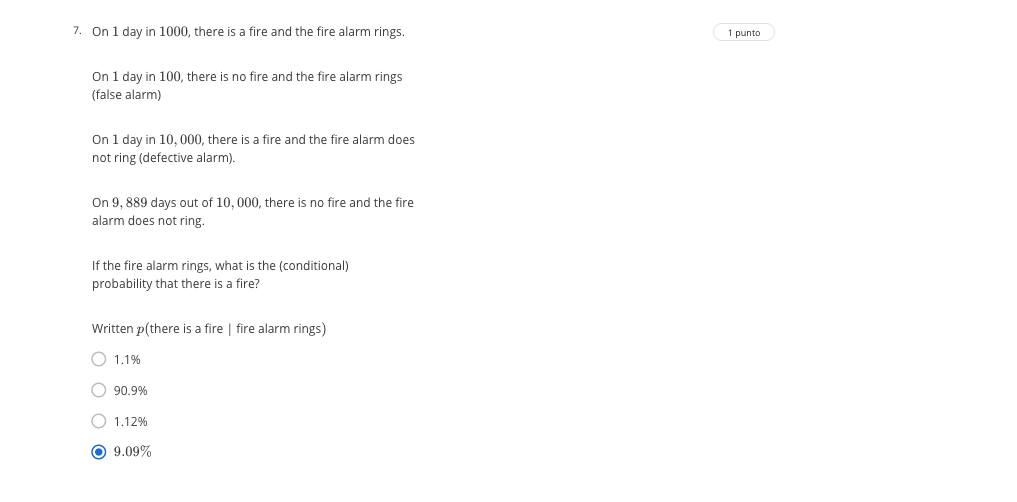 7. On 1 day in 1000, there is a fire and the fire alarm rings.
1 punto
On 1 day in 100, there is no fire and the fire alarm rings
(false alarm)
On 1 day in 10, 000, there is a fire and the fire alarm does
not ring (defective alarm).
On 9, 889 days out of 10, 000, there is no fire and the fire
alarm does not ring.
If the fire alarm rings, what is the (conditional)
probability that there is a fire?
Written p(there is a fire | fire alarm rings)
1.1%
90.9%
1.12%
9.09%